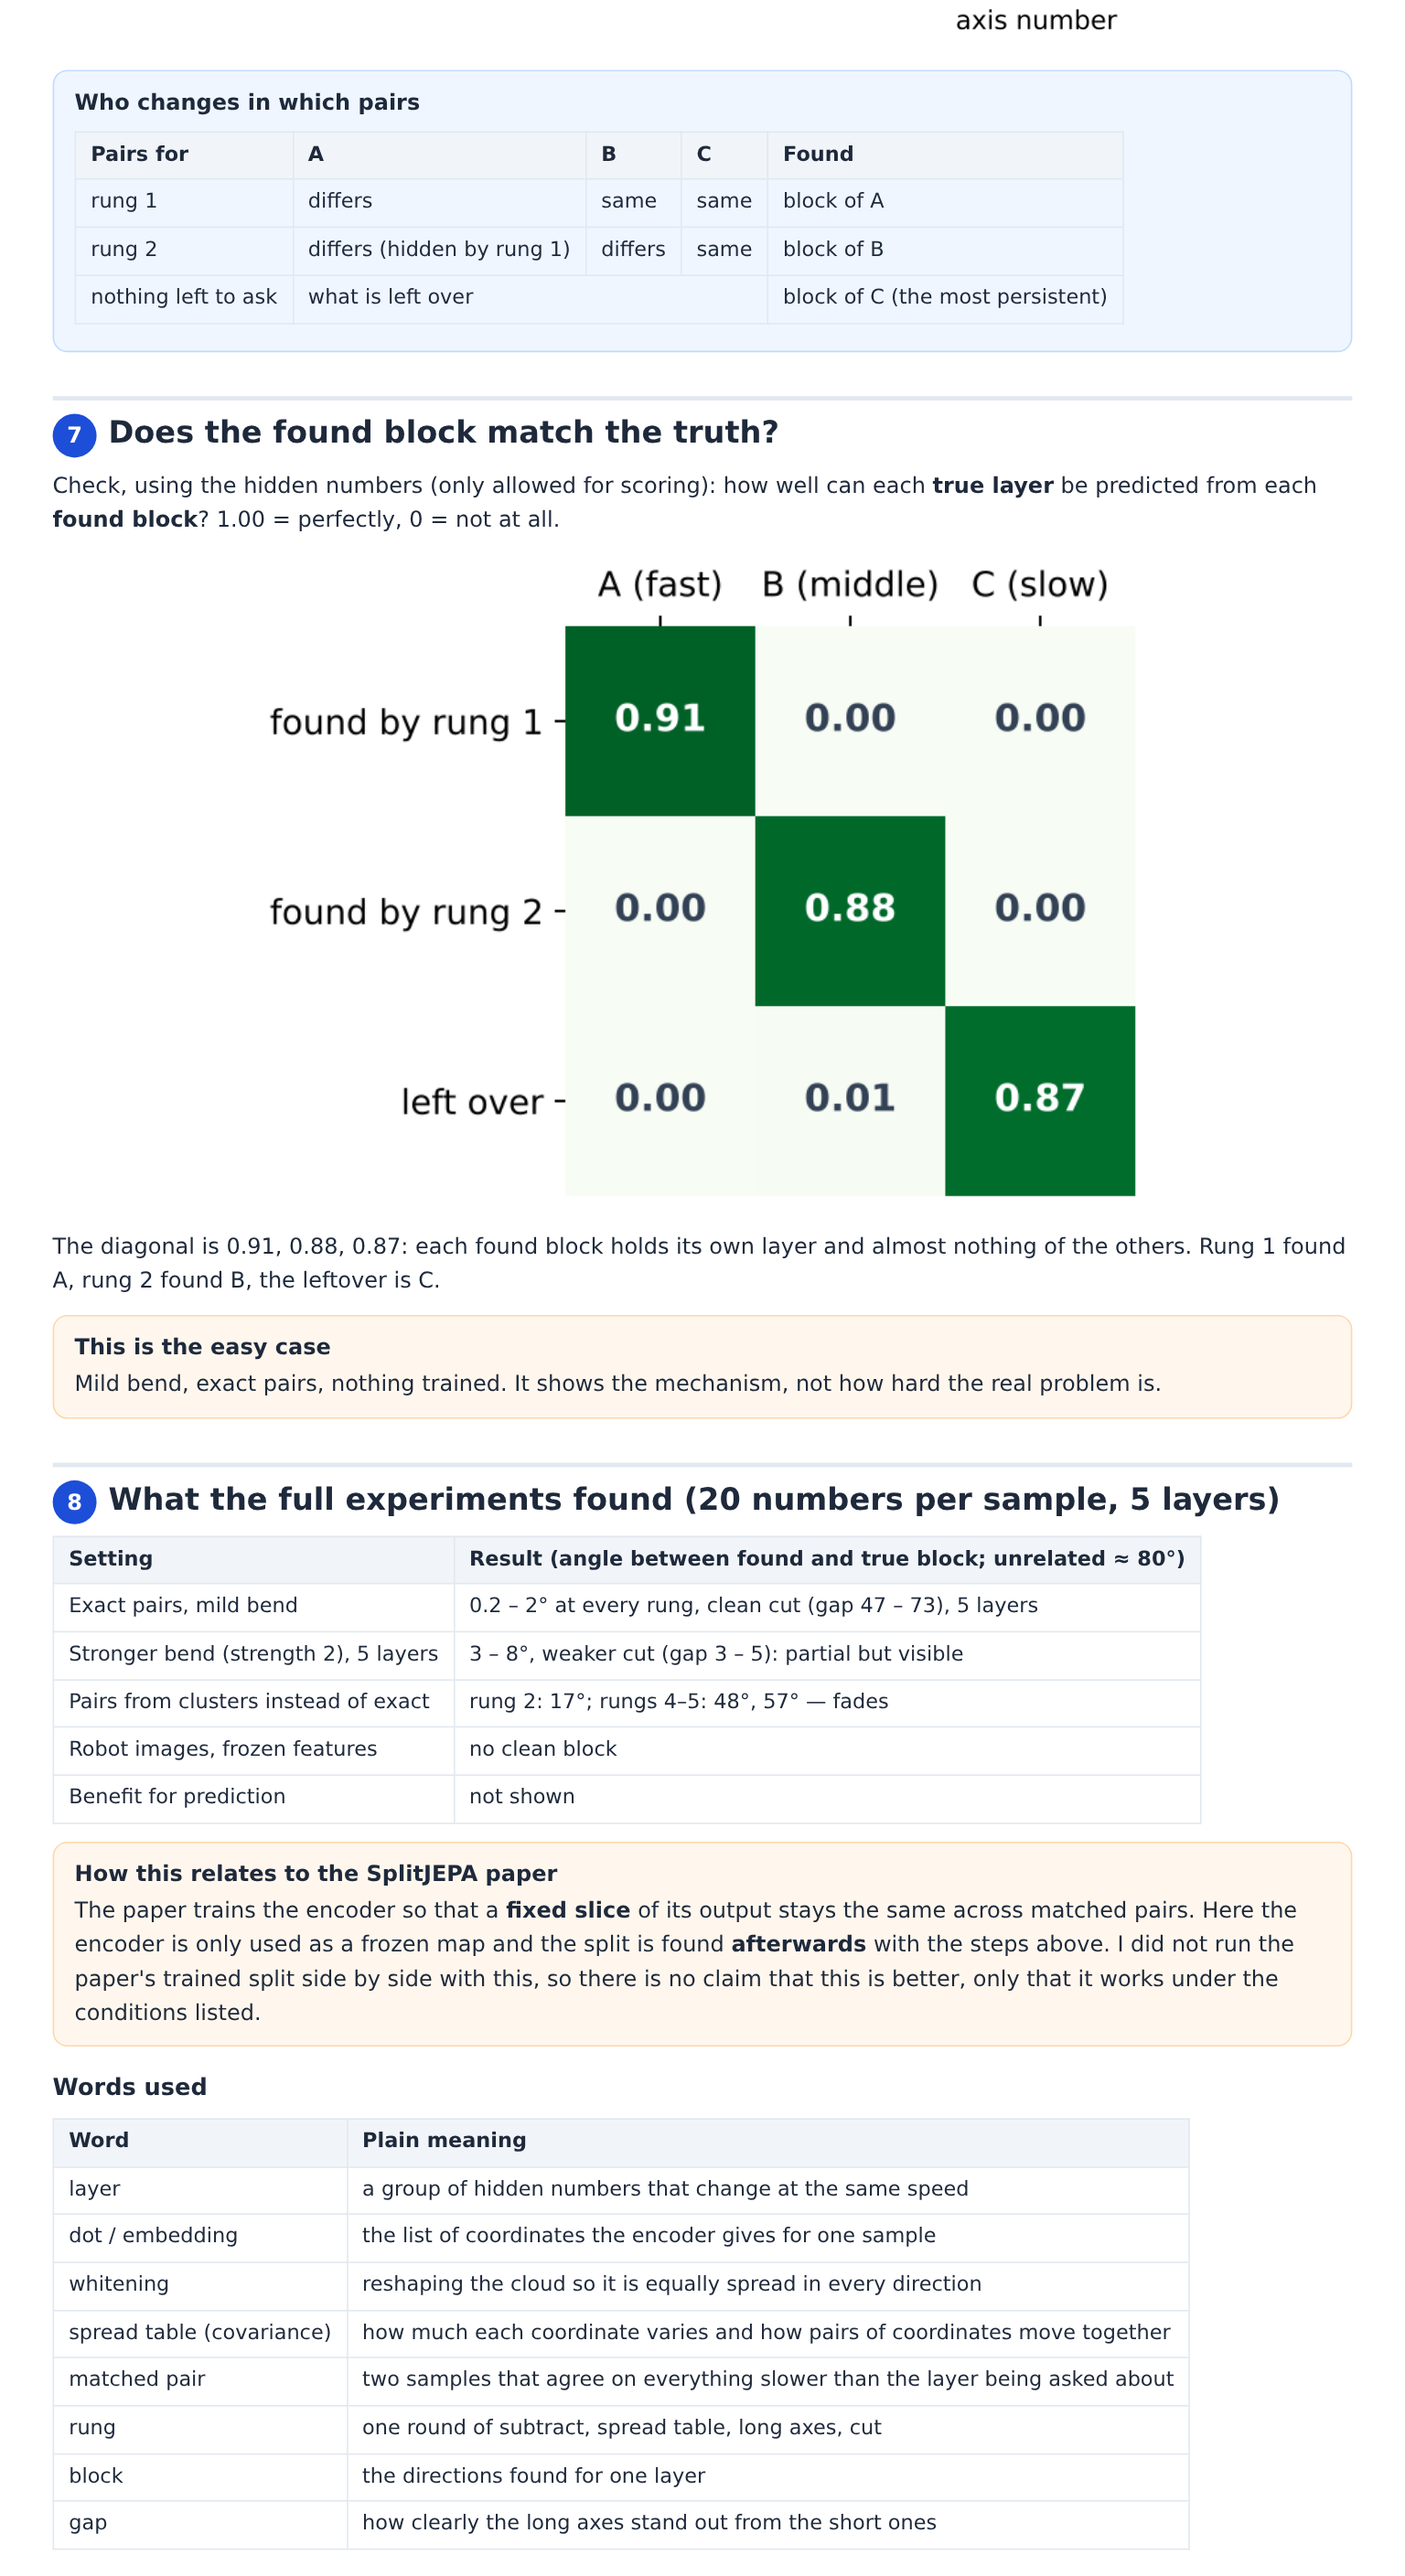 axis number
Who changes in which pairs
Pairs for A B C Found
rung 1 differs same same block of A
rung 2 differs (hidden by rung 1) differs same block of B
nothing left to ask what is left over block of C (the most persistent)
7 Does the found block match the truth?
Check, using the hidden numbers (only allowed for scoring): how well can each true layer be predicted from each
found block? 1.00 = perfectly, 0 = not at all.
A (fast) B (middle) C (slow)
found by rung 1 0.91 0.00 0.00
found by rung 2 0.00 0.88 0.00
left over 0.00 0.01 0.87
The diagonal is 0.91, 0.88, 0.87: each found block holds its own layer and almost nothing of the others. Rung 1 found
A, rung 2 found B, the leftover is C.
This is the easy case
Mild bend, exact pairs, nothing trained. It shows the mechanism, not how hard the real problem is.
8 What the full experiments found (20 numbers per sample, 5 layers)
Setting Result (angle between found and true block; unrelated ≈ 80°)
Exact pairs, mild bend 0.2 – 2° at every rung, clean cut (gap 47 – 73), 5 layers
Stronger bend (strength 2), 5 layers 3 – 8°, weaker cut (gap 3 – 5): partial but visible
Pairs from clusters instead of exact rung 2: 17°; rungs 4–5: 48°, 57° — fades
Robot images, frozen features no clean block
Benefit for prediction not shown
How this relates to the SplitJEPA paper
The paper trains the encoder so that a fixed slice of its output stays the same across matched pairs. Here the
encoder is only used as a frozen map and the split is found afterwards with the steps above. I did not run the
paper's trained split side by side with this, so there is no claim that this is better, only that it works under the
conditions listed.
Words used
Word Plain meaning
layer a group of hidden numbers that change at the same speed
dot / embedding the list of coordinates the encoder gives for one sample
whitening reshaping the cloud so it is equally spread in every direction
spread table (covariance) how much each coordinate varies and how pairs of coordinates move together
matched pair two samples that agree on everything slower than the layer being asked about
rung one round of subtract, spread table, long axes, cut
block the directions found for one layer
gap how clearly the long axes stand out from the short ones